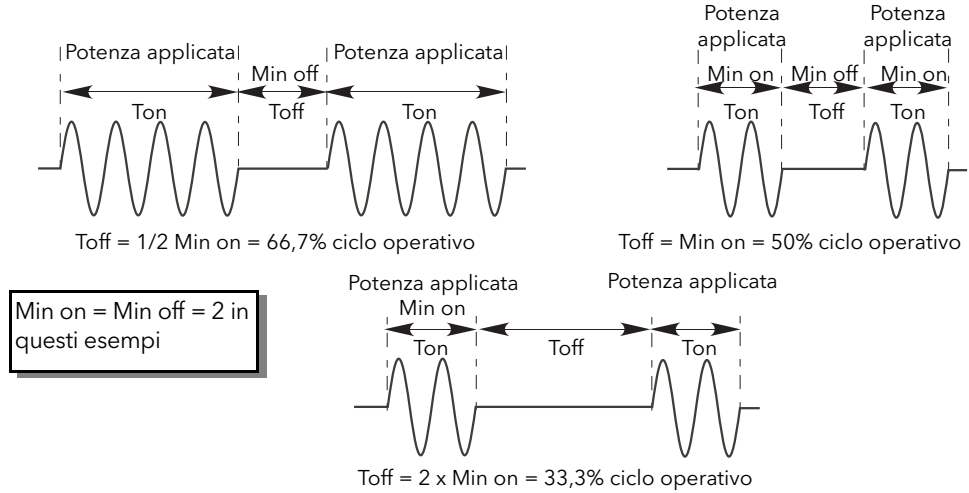 Potenza applicata
Potenza applicata
Min off
Ton
Toff
Ton
Toff = 1/2 Min on = 66,7% ciclo operativo
Potenza
applicata
Potenza
applicata
Min on
Min off
Min on
Ton
Toff
Ton
Toff = Min on = 50% ciclo operativo
Min on = Min off = 2 in
questi esempi
Potenza applicata
Potenza applicata
Min on
Ton
Toff
Ton
Toff = 2 x Min on = 33,3% ciclo operativo